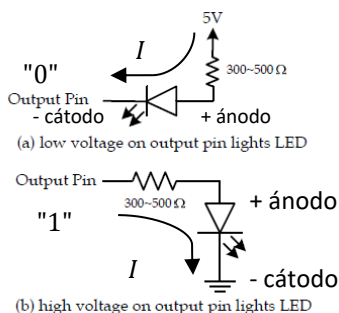 5V
I
"0"
300~500 Ω
Output Pin
- cátodo
+ ánodo
(a) low voltage on output pin lights LED
Output Pin
300~500 Ω
+ ánodo
"1"
I
- cátodo
(b) high voltage on output pin lights LED